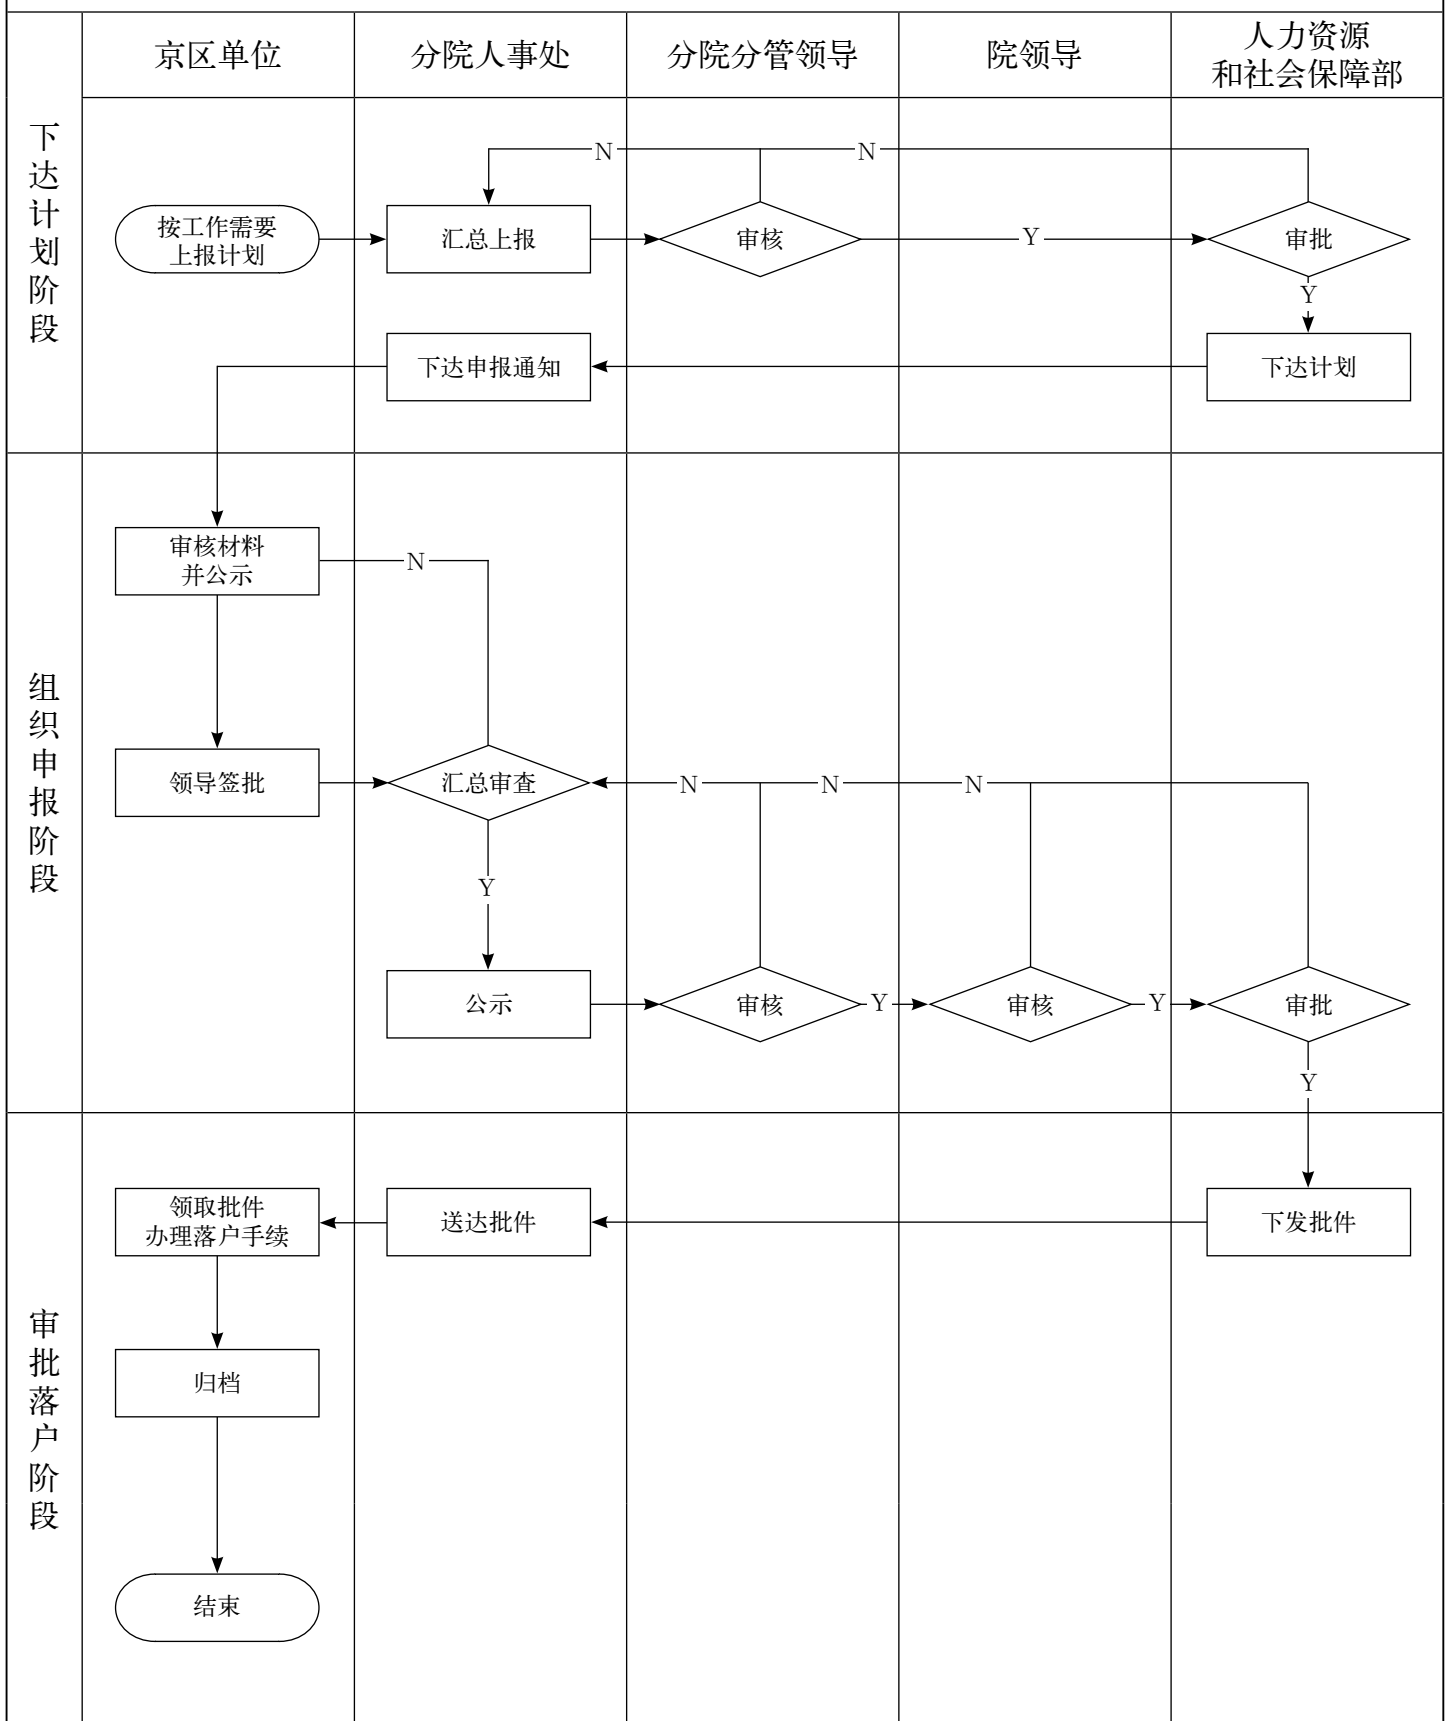 京区单位
分院人事处
分院分管领导
院领导
人力资源
和社会保障部
下达计划阶段
N
N
按工作需要
上报计划
汇总上报
审核
Y
审批
Y
下达申报通知
下达计划
组织申报阶段
审核材料
并公示
N
领导签批
汇总审查
N
N
N
Y
公示
审核
Y
审核
Y
审批
Y
审批落户阶段
领取批件
办理落户手续
送达批件
下发批件
归档
结束